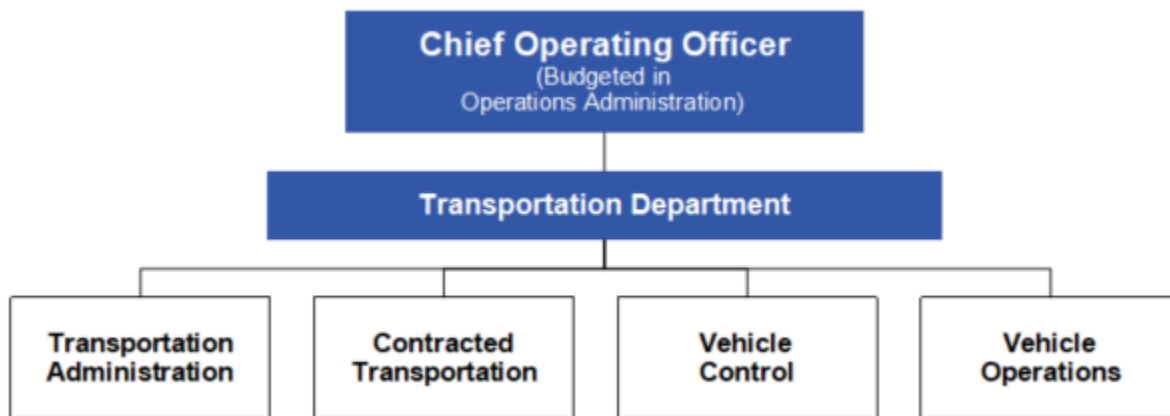 Chief Operating Officer
(Budgeted in
Operations Administration)
Transportation Department
Transportation
Administration
Contracted
Transportation
Vehicle
Control
Vehicle
Operations